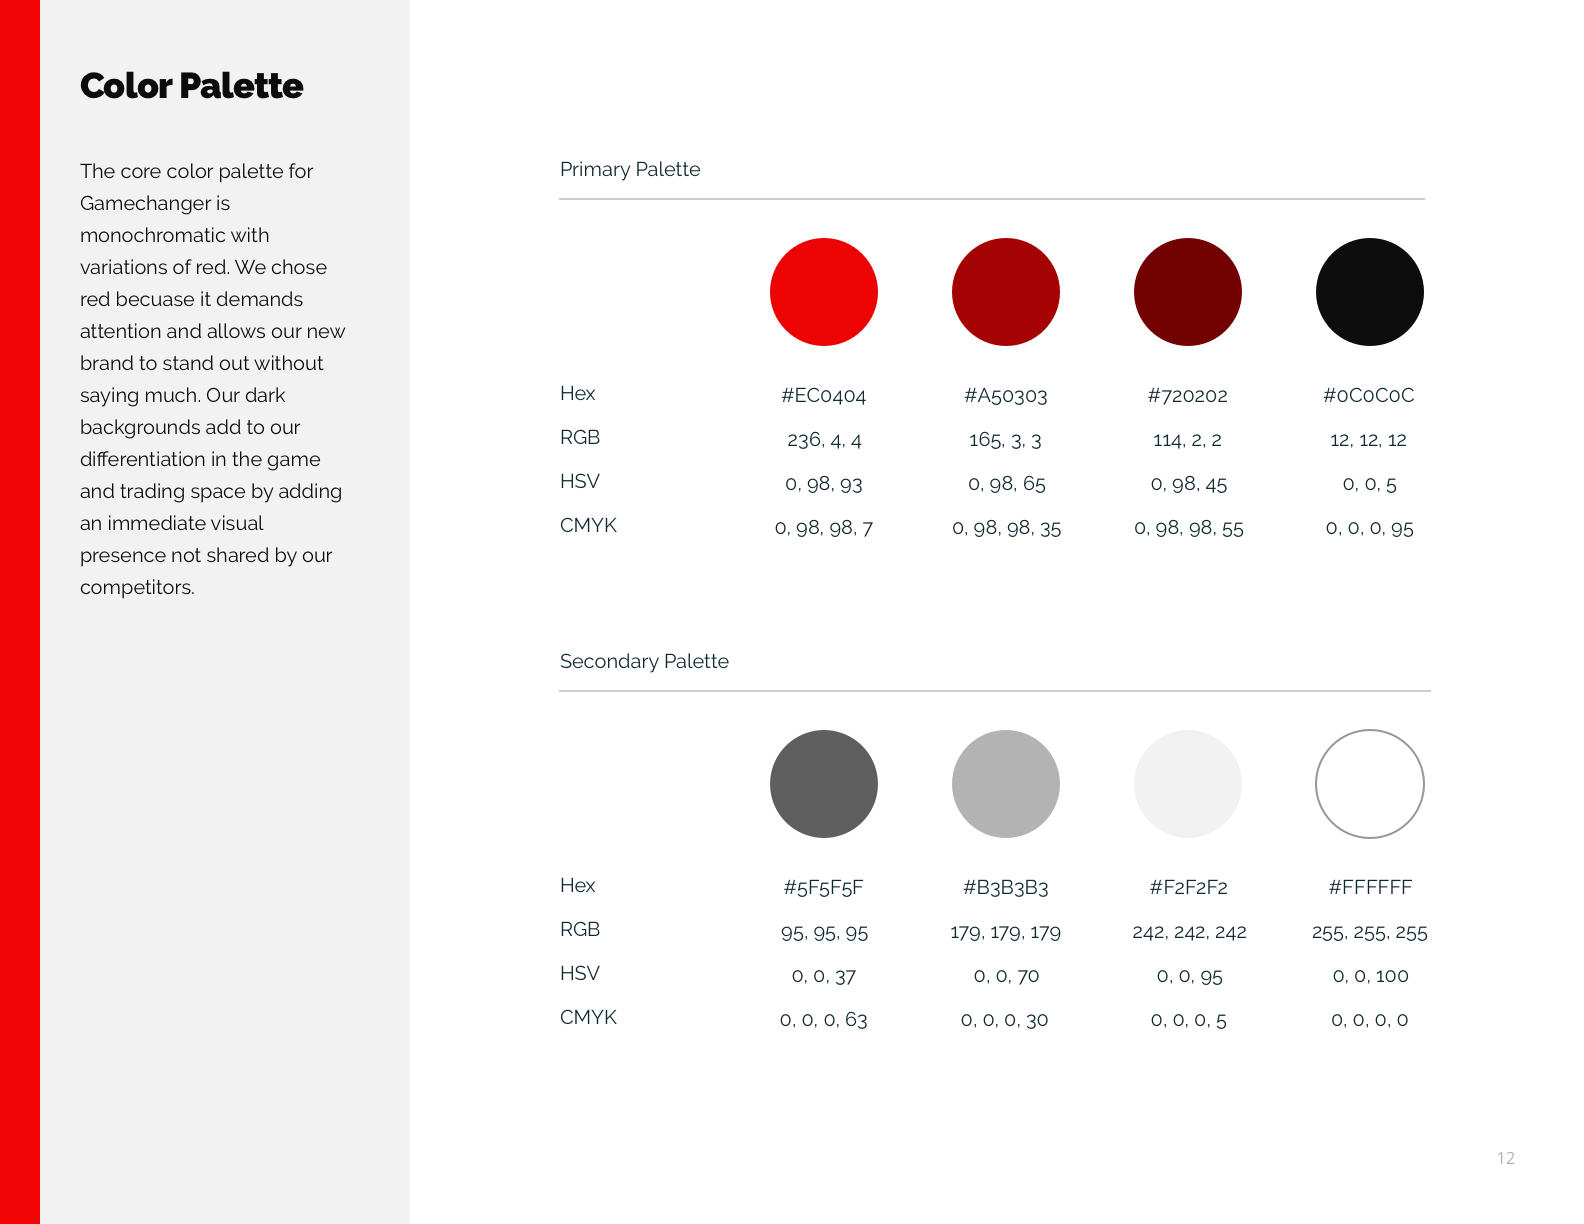 Color Palette
The core color palette for
Gamechanger is
monochromatic with
variations of red. We chose
red becuase it demands
attention and allows our new
brand to stand out without
saying much. Our dark
backgrounds add to our
differentiation in the game
and trading space by adding
an immediate visual
presence not shared by our
competitors.
Primary Palette
Hex #EC0404 #A50303 #720202 #0C0C0C
RGB 236, 4, 4 165, 3, 3 114, 2, 2 12, 12, 12
HSV 0, 98, 93 0, 98, 65 0, 98, 45 0, 0, 5
CMYK 0, 98, 98, 7 0, 98, 98, 35 0, 98, 98, 55 0, 0, 0, 95
Secondary Palette
Hex #5F5F5F #B3B3B3 #F2F2F2 #FFFFFF
RGB 95, 95, 95 179, 179, 179 242, 242, 242 255, 255, 255
HSV 0, 0, 37 0, 0, 70 0, 0, 95 0, 0, 100
CMYK 0, 0, 0, 63 0, 0, 0, 30 0, 0, 0, 5 0, 0, 0, 0
12